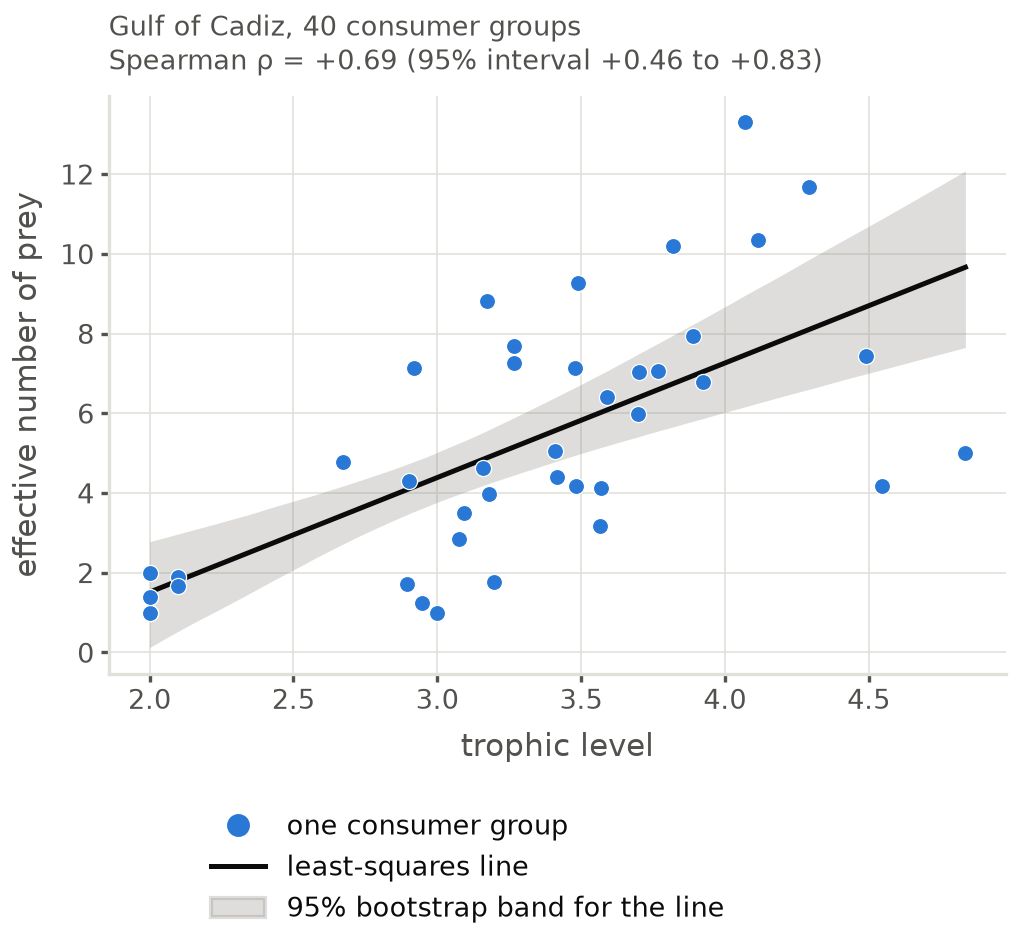 Gulf of Cadiz, 40 consumer groups
Spearman ρ = +0.69 (95% interval +0.46 to +0.83)
effective number of prey
12
10
8
6
4
2
0
2.0 2.5 3.0 3.5 4.0 4.5
trophic level
one consumer group
least-squares line
95% bootstrap band for the line